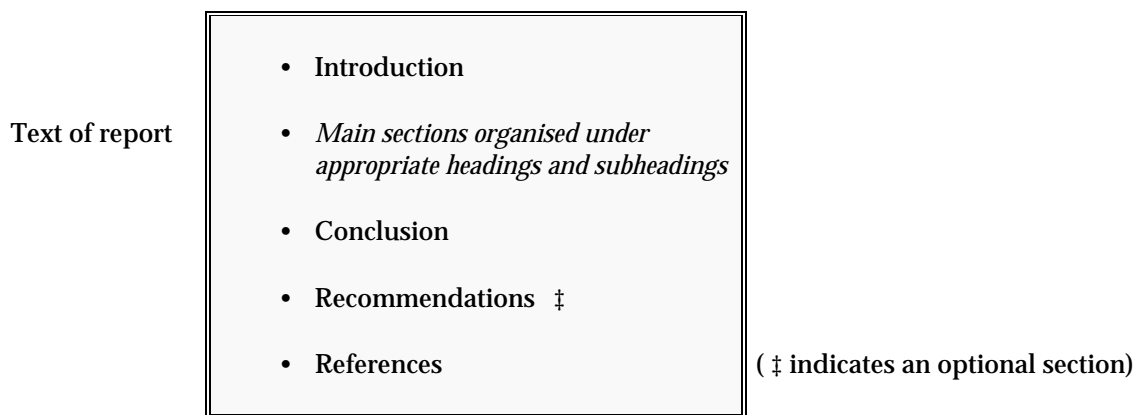 • Introduction
Text of report • Main sections organised under
appropriate headings and subheadings
• Conclusion
• Recommendations ‡
• References ( ‡ indicates an optional section)